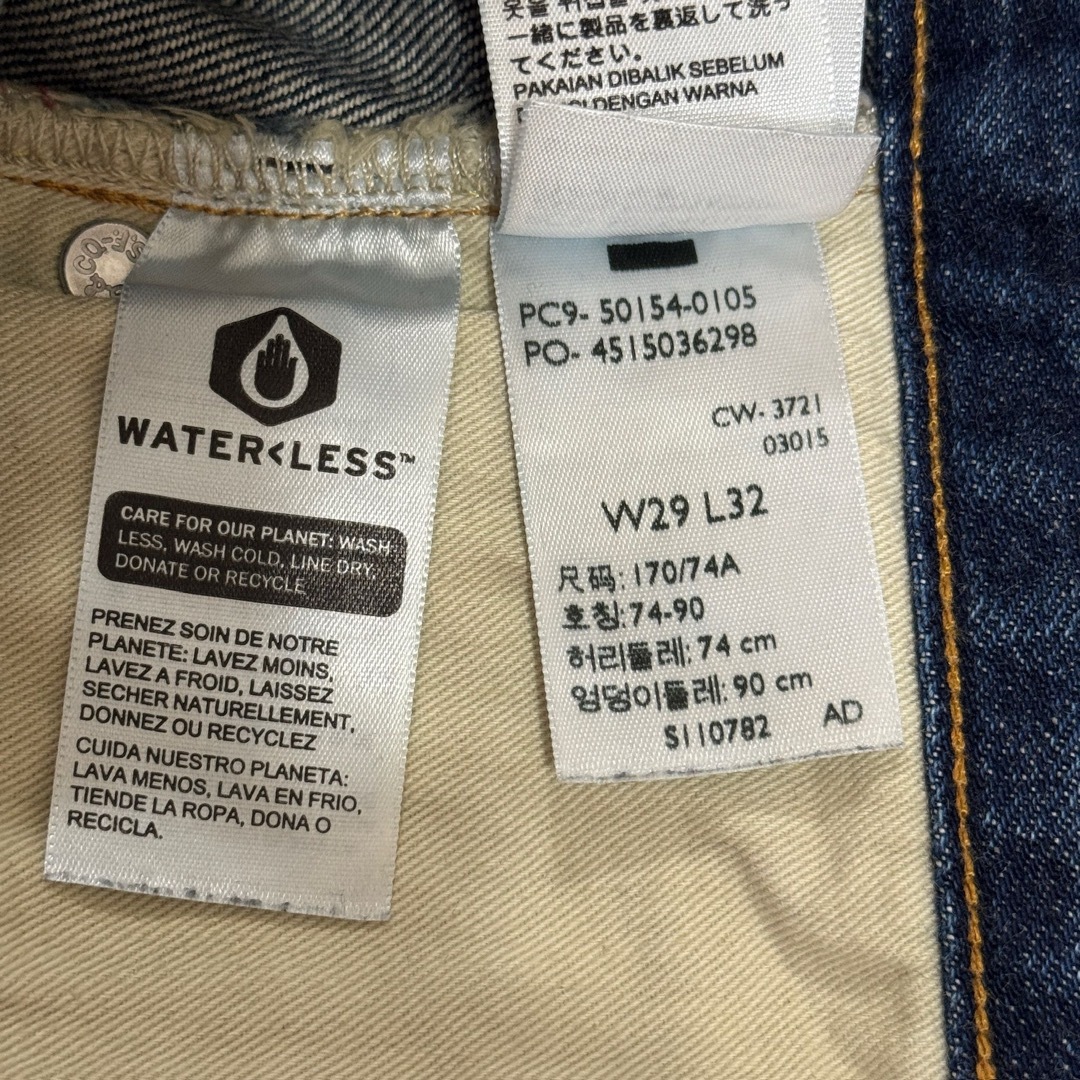 一緒に製品を裏返して洗っ
てください。
PAKAIAN DIBALIK SEBELUM
DENGAN WARNA
WATER<LESS™
CARE FOR OUR PLANET: WASH
LESS, WASH COLD, LINE DRY,
DONATE OR RECYCLE
PRENEZ SOIN DE NOTRE
PLANETE: LAVEZ MOINS,
LAVEZ A FROID, LAISSEZ
SECHER NATURELLEMENT,
DONNEZ OU RECYCLEZ
CUIDA NUESTRO PLANETA:
LAVA MENOS, LAVA EN FRIO,
TIENDE LA ROPA, DONA O
RECICLA.
PC9- 50154-0105
PO- 4515036298
CW- 3721
03015
W29 L32
尺码: 170/74A
호칭: 74-90
허리둘레: 74 cm
엉덩이둘레: 90 cm
S110782 AD